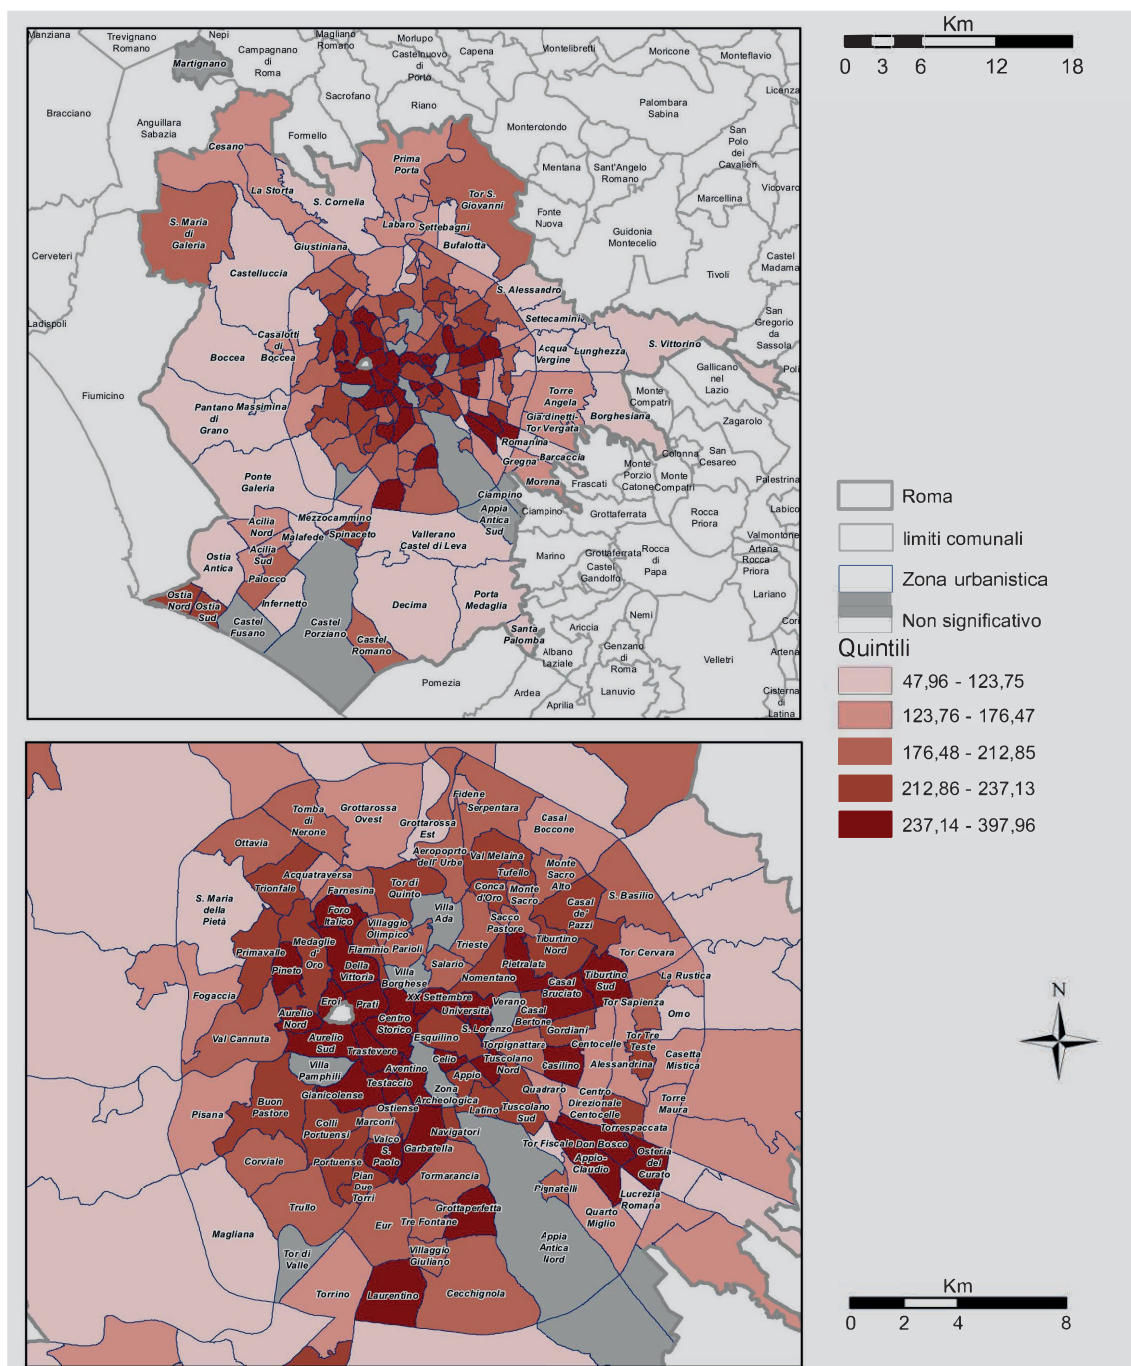 Km
0 3 6 12 18
Manziana
Trevignano
Romano
Nepi
Martignano
Campagnano
di
Roma
Magliano
Romano
Morlupo
Castelnuovo
di
Porto
Capena
Montelibretti
Moricone
Monteflavio
Licenza
Bracciano
Anguillara
Sabazia
Sacrofano
Riano
Formello
Monterotondo
Palombara
Sabina
San
Polo
dei
Cavalieri
Cesano
La Storta
S. Cornelia
Prima
Porta
Tor S.
Giovanni
Mentana
Sant'Angelo
Romano
Marcellina
Vicovaro
S. Maria
di
Galeria
Labaro
Settebagni
Giustiniana
Bufalotta
Fonte
Nuova
Guidonia
Montecelio
Cerveteri
Castelluccia
Tivoli
Castel
Madama
S. Alessandro
Settecamini
San
Gregorio
da
Sassola
Ladispoli
Boccea
Casalotti
di
Boccea
Acqua
Vergine
Lunghezza
S. Vittorino
Poli
Gallicano
nel
Lazio
Fiumicino
Pantano
di
Grano
Massimina
Torre
Angela
Giardinetti-
Tor Vergata
Borghesiana
Monte
Compatri
Zagarolo
Romanina
Gregna
Barcaccia
Morena
Colonna
San
Cesareo
Monte
Porzio
Catone
Monte
Compatri
Frascati
Palestrina
Ponte
Galeria
Ciampino
Appia
Antica
Sud
Ciampino
Grottaferrata
Rocca
Priora
Labico
Valmontone
Acilia
Nord
Mezzocammino
Malafede
Spinaceto
Vallerano
Castel di Leva
Ostia
Antica
Acilia
Sud
Palocco
Marino
Grottaferrata
Castel
Gandolfo
Rocca
di
Papa
Artena
Rocca
Priora
Lariano
Ostia
Nord
Ostia
Sud
Infernetto
Castel
Fusano
Castel
Porziano
Castel
Romano
Decima
Porta
Medaglia
Santa
Palomba
Ariccia
Nemi
Cori
Albano
Laziale
Genzano
di
Roma
Velletri
Artena
Pomezia
Ardea
Aprilia
Lanuvio
Cisterna
di
Latina
Roma
limiti comunali
Zona urbanistica
Non significativo
Quintili
47,96 - 123,75
123,76 - 176,47
176,48 - 212,85
212,86 - 237,13
237,14 - 397,96
Tomba
di
Nerone
Grottarossa
Ovest
Grottarossa
Est
Fidene
Serpentara
Casal
Boccone
Ottavia
Aeropoprto
dell' Urbe
Val Melaina
Tufello
Monte
Sacro
Alto
Acquatraversa
Trionfale
Farnesina
Tor di
Quinto
Conca
d'Oro
Monte
Sacro
S. Basilio
S. Maria
della
Pietà
Foro
Italico
Villaggio
Olimpico
Villa
Ada
Sacco
Pastore
Casal
de'
Pazzi
Primavalle
Medaglie
d'
Oro
Flaminio
Parioli
Trieste
Tiburtino
Nord
Tor Cervara
Pineto
Della
Vittoria
Villa
Borghese
Salario
Nomentano
Pietralata
Casal
Bruciato
Tiburtino
Sud
La Rustica
Fogaccia
Eroi
Prati
XX Settembre
Università
Verano
Tor Sapienza
Omo
Aurelio
Nord
Centro
Storico
S. Lorenzo
Casal
Bertone
Gordiani
Val Cannuta
Aurelio
Sud
Trastevere
Esquilino
Torpignattara
Centocelle
Tor Tre
Teste
Casetta
Mistica
Villa
Pamphili
Aventino
Celio
Tuscolano
Nord
Casilino
Alessandrina
Testaccio
Appio
Gianicolense
Zona
Archeologica
Quadraro
Centro
Direzionale
Centocelle
Torre
Maura
Pisana
Buon
Pastore
Ostiense
Latino
Tuscolano
Sud
Colli
Portuensi
Marconi
Navigatori
Torrespaccata
Valco
S.
Paolo
Garbatella
Tor Fiscale
Don Bosco
Appio-
Claudio
Osteria
del
Curato
Corviale
Portuense
Pian
Due
Torri
Tormarancia
Pignatelli
Lucrezia
Romana
Trullo
Grottaperfetta
Quarto
Miglio
Magliana
Eur
Tre Fontane
Tor di
Valle
Villaggio
Giuliano
Appia
Antica
Nord
Torrino
Laurentino
Cecchignola
N
Km
0 2 4 8